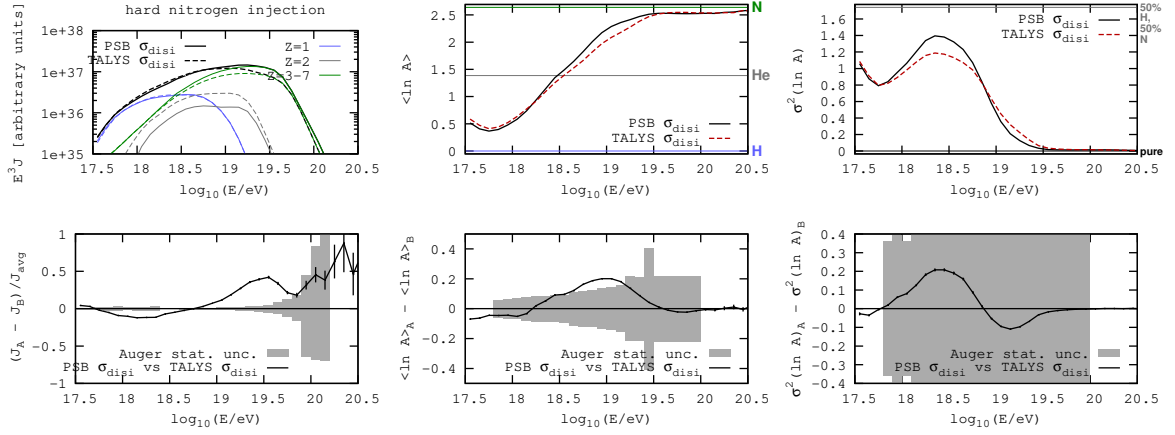 hard nitrogen injection
E³J [arbitrary units]
1e+38
1e+37
1e+36
1e+35
PSB σdisi
TALYS σdisi
Z=1
Z=2
Z=3-7
17.5 18 18.5 19 19.5 20 20.5
log10(E/eV)
<ln A>
2.5
2
1.5
1
0.5
0
N
He
H
PSB σdisi
TALYS σdisi
17.5 18 18.5 19 19.5 20 20.5
log10(E/eV)
σ²(ln A)
1.6
1.4
1.2
1
0.8
0.6
0.4
0.2
0
PSB σdisi
TALYS σdisi
50%
H,
50%
N
pure
17.5 18 18.5 19 19.5 20 20.5
log10(E/eV)
(JA - JB)/Javg
1
0.5
0
-0.5
-1
Auger stat. unc.
PSB σdisi vs TALYS σdisi
17.5 18 18.5 19 19.5 20 20.5
log10(E/eV)
<ln A>A - <ln A>B
0.4
0.2
0
-0.2
-0.4
Auger stat. unc.
PSB σdisi vs TALYS σdisi
17.5 18 18.5 19 19.5 20 20.5
log10(E/eV)
σ²(ln A)A - σ²(ln A)B
0.4
0.3
0.2
0.1
0
-0.1
-0.2
-0.3
-0.4
Auger stat. unc.
PSB σdisi vs TALYS σdisi
17.5 18 18.5 19 19.5 20 20.5
log10(E/eV)